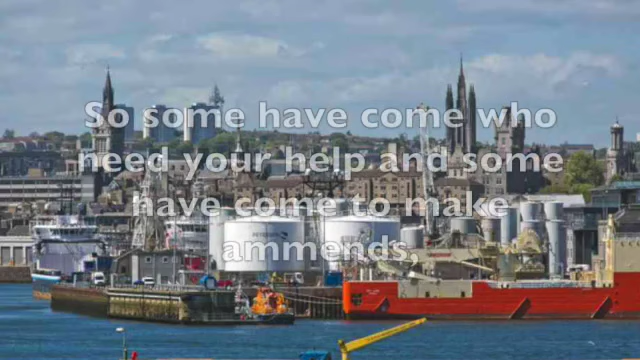 So some have come who
need your help and some
have come to make
ammends,